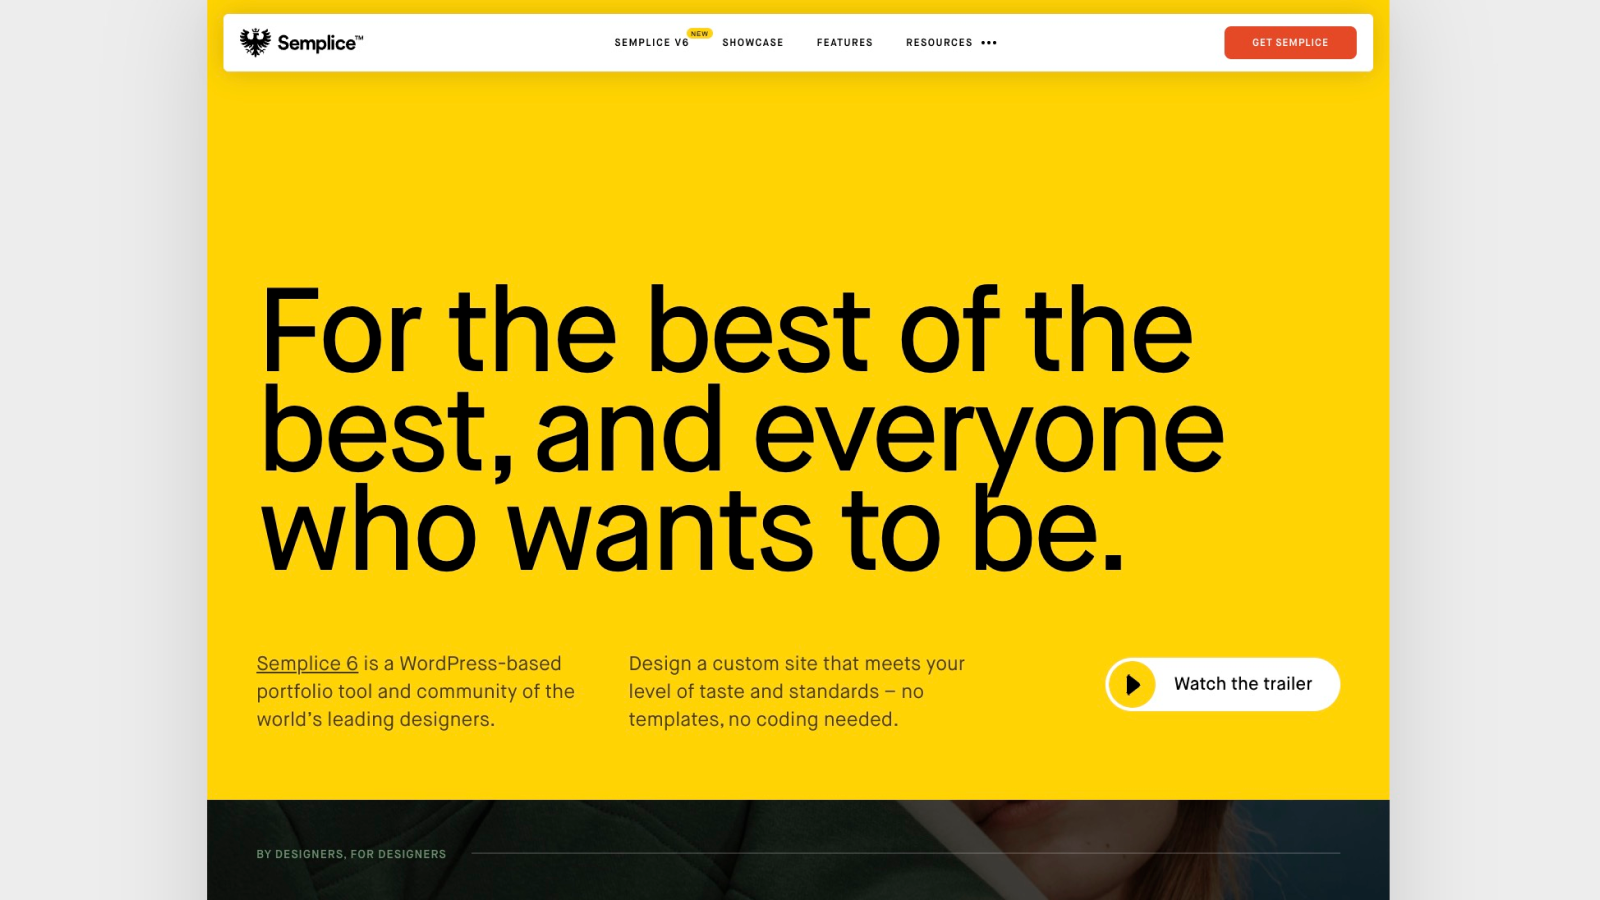 Semplice™
SEMPLICE V6
NEW
SHOWCASE
FEATURES
RESOURCES
GET SEMPLICE
For the best of the
best, and everyone
who wants to be.
Semplice 6 is a WordPress-based
portfolio tool and community of the
world’s leading designers.
Design a custom site that meets your
level of taste and standards – no
templates, no coding needed.
Watch the trailer
BY DESIGNERS, FOR DESIGNERS